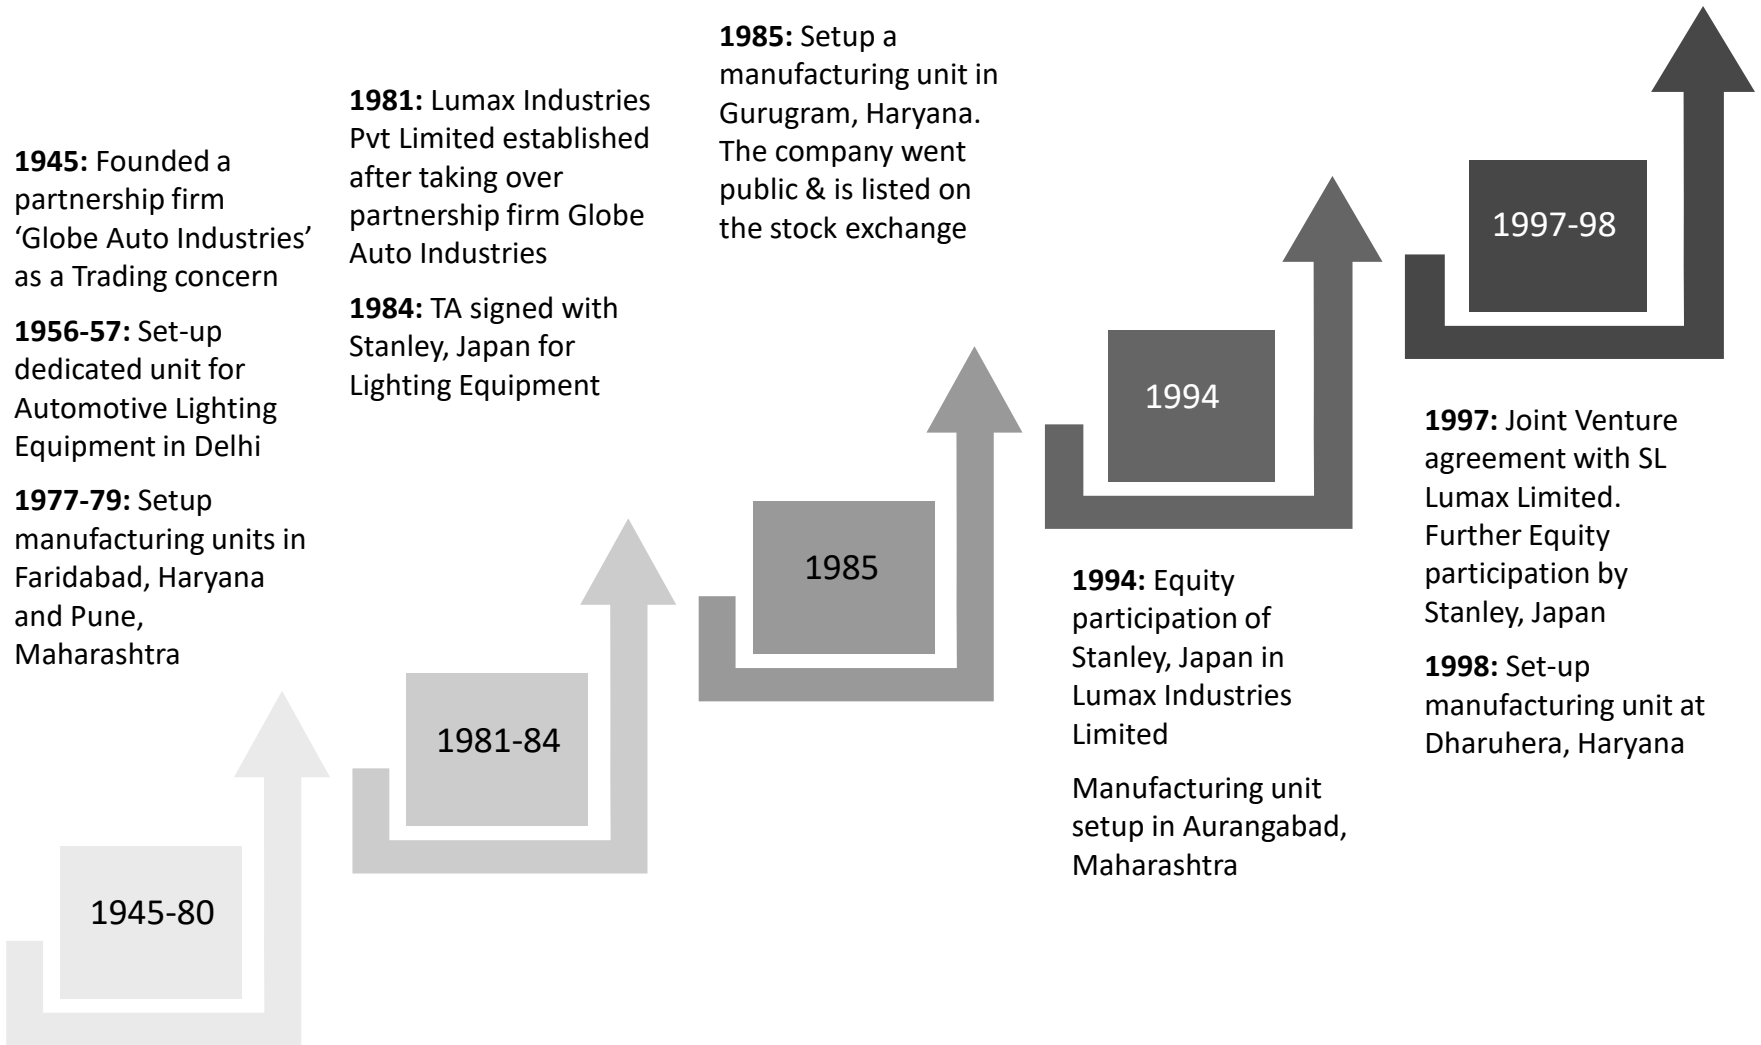 1945: Founded a
partnership firm
‘Globe Auto Industries’
as a Trading concern
1956-57: Set-up
dedicated unit for
Automotive Lighting
Equipment in Delhi
1977-79: Setup
manufacturing units in
Faridabad, Haryana
and Pune,
Maharashtra
1945-80
1981: Lumax Industries
Pvt Limited established
after taking over
partnership firm Globe
Auto Industries
1984: TA signed with
Stanley, Japan for
Lighting Equipment
1981-84
1985: Setup a
manufacturing unit in
Gurugram, Haryana.
The company went
public & is listed on
the stock exchange
1985
1994
1994: Equity
participation of
Stanley, Japan in
Lumax Industries
Limited
Manufacturing unit
setup in Aurangabad,
Maharashtra
1997-98
1997: Joint Venture
agreement with SL
Lumax Limited.
Further Equity
participation by
Stanley, Japan
1998: Set-up
manufacturing unit at
Dharuhera, Haryana